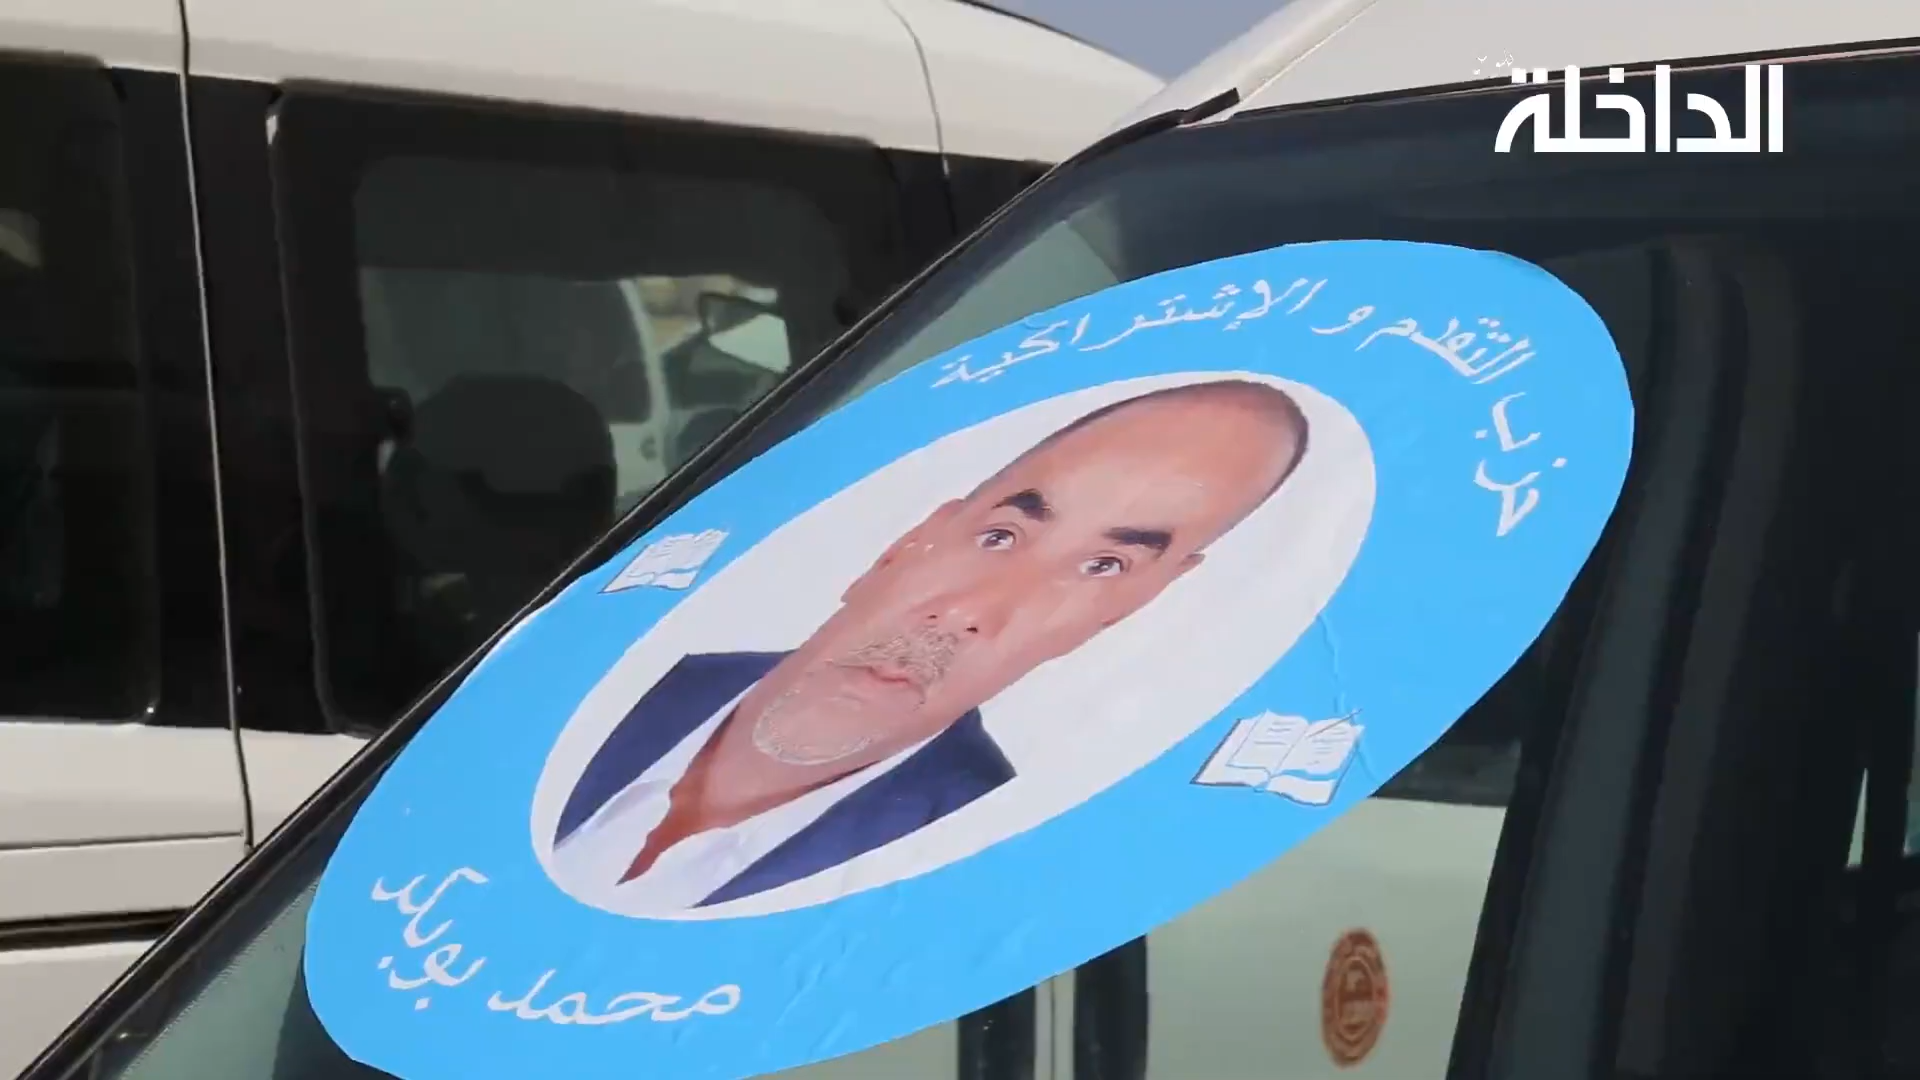 الداخلة
حزب التقدم و الإشتراكية
محمد بوبكر